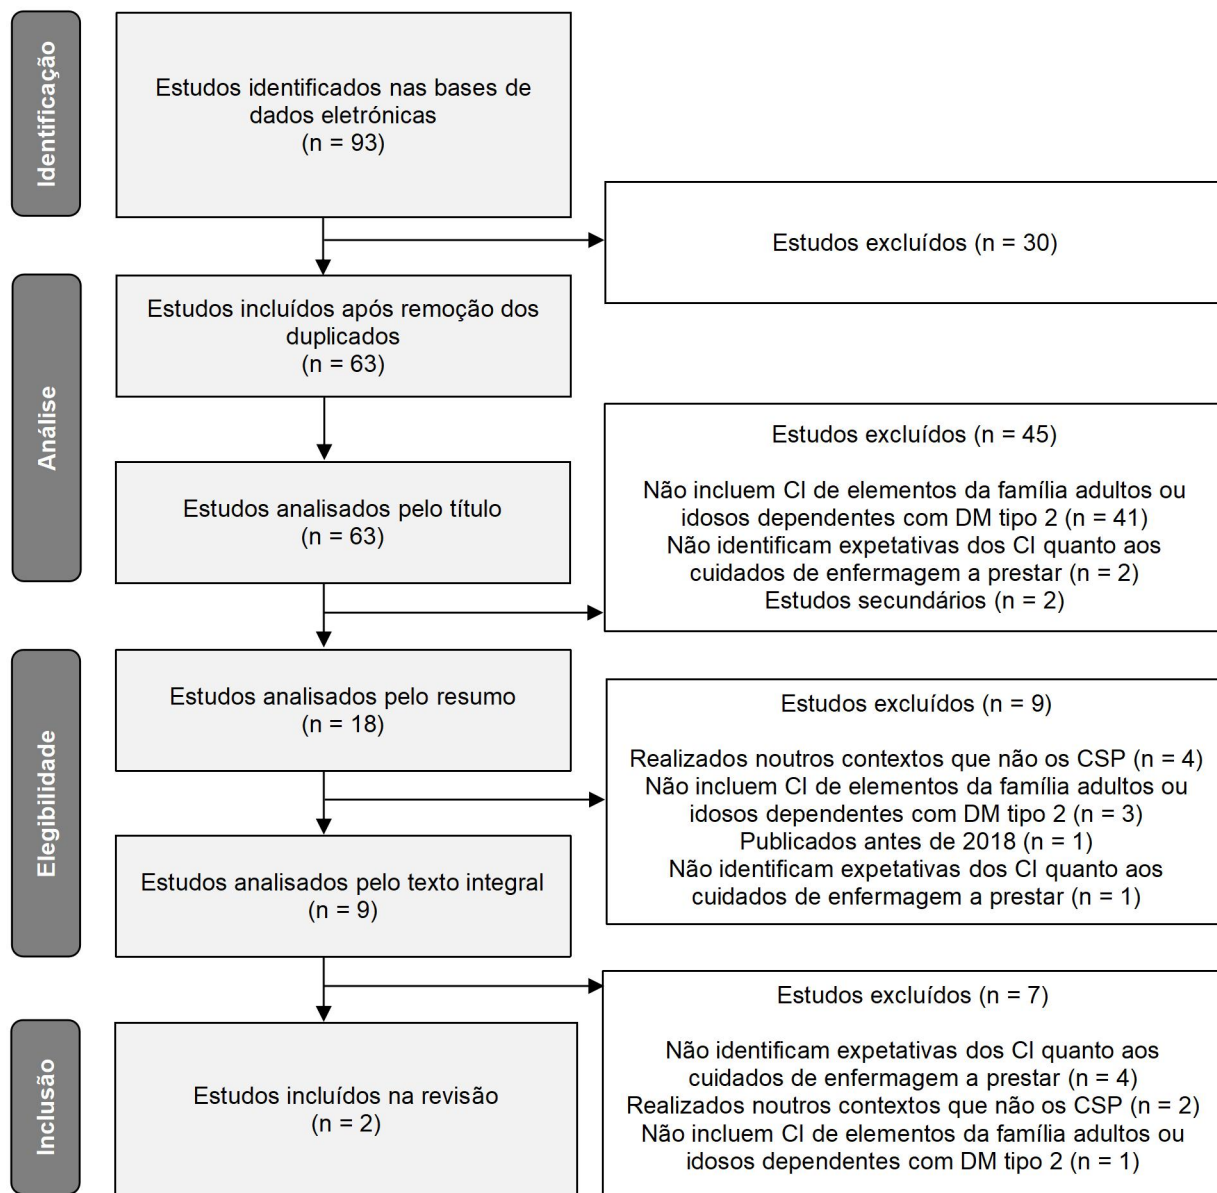 Identificação
Estudos identificados nas bases de
dados eletrónicas
(n = 93)
Estudos excluídos (n = 30)
Análise
Estudos incluídos após remoção dos
duplicados
(n = 63)
Estudos analisados pelo título
(n = 63)
Estudos excluídos (n = 45)
Não incluem CI de elementos da família adultos ou
idosos dependentes com DM tipo 2 (n = 41)
Não identificam expetativas dos CI quanto aos
cuidados de enfermagem a prestar (n = 2)
Estudos secundários (n = 2)
Elegibilidade
Estudos analisados pelo resumo
(n = 18)
Estudos excluídos (n = 9)
Realizados noutros contextos que não os CSP (n = 4)
Não incluem CI de elementos da família adultos ou
idosos dependentes com DM tipo 2 (n = 3)
Publicados antes de 2018 (n = 1)
Não identificam expetativas dos CI quanto aos
cuidados de enfermagem a prestar (n = 1)
Estudos analisados pelo texto integral
(n = 9)
Estudos excluídos (n = 7)
Não identificam expetativas dos CI quanto aos
cuidados de enfermagem a prestar (n = 4)
Realizados noutros contextos que não os CSP (n = 2)
Não incluem CI de elementos da família adultos ou
idosos dependentes com DM tipo 2 (n = 1)
Inclusão
Estudos incluídos na revisão
(n = 2)